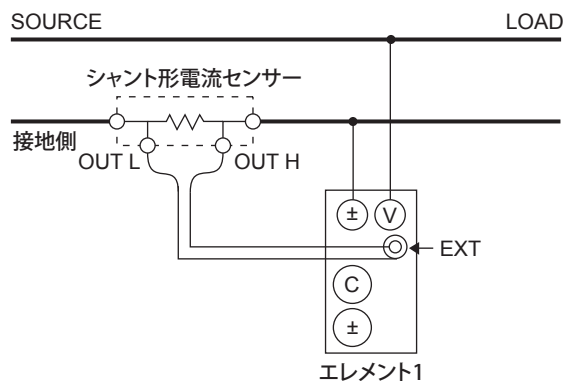 SOURCE
LOAD
シャント形電流センサー
接地側
OUT L
OUT H
±
V
EXT
C
±
エレメント1